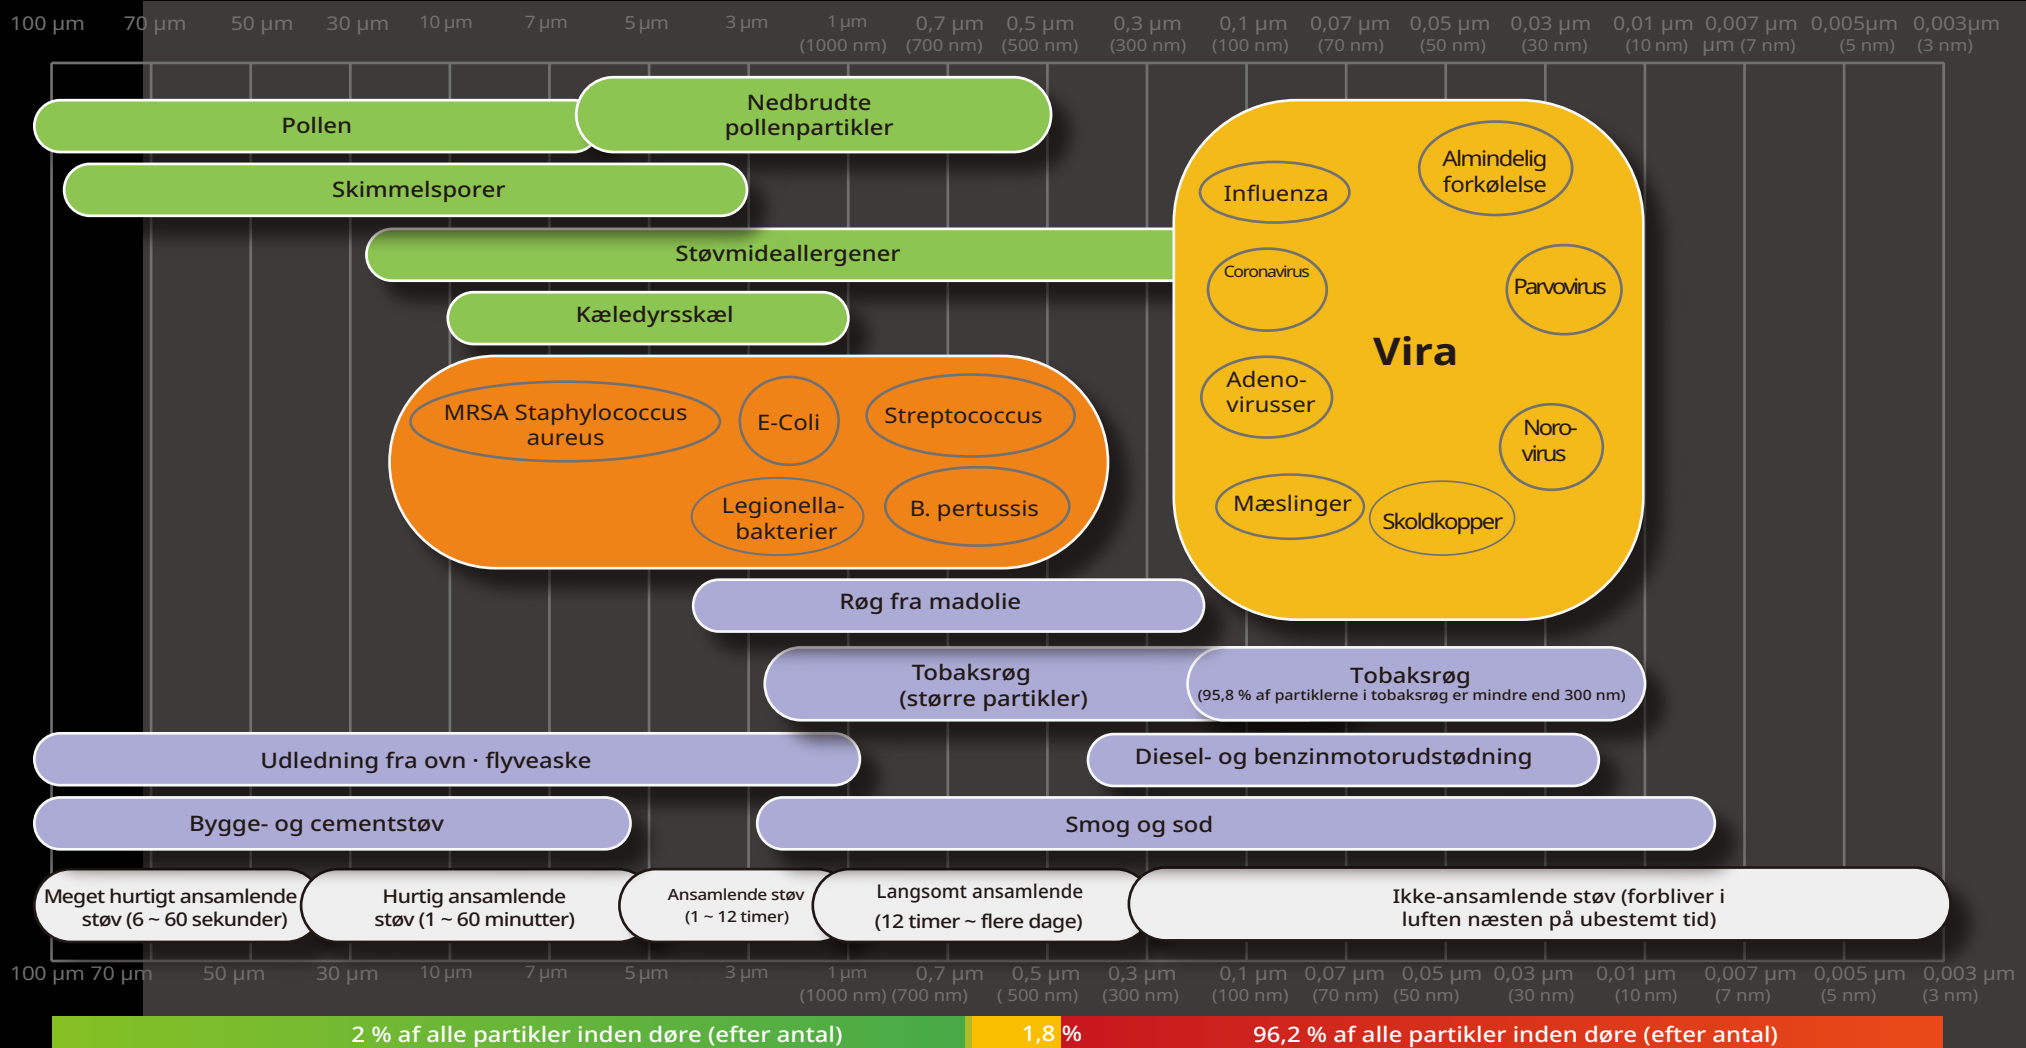 100 µm 70 µm 50 µm 30 µm 10 µm 7 µm 5 µm 3 µm 1 µm 0,7 µm 0,5 µm 0,3 µm 0,1 µm 0,07 µm 0,05 µm 0,03 µm 0,01 µm 0,007 µm 0,005µm 0,003µm
(1000 nm) (700 nm) (500 nm) (300 nm) (100 nm) (70 nm) (50 nm) (30 nm) (10 nm) µm (7 nm) (5 nm) (3 nm)
Pollen
Nedbrudte
pollenpartikler
Skimmelsporer
Støvmideallergener
Kæledyrsskæl
MRSA Staphylococcus
aureus
E-Coli
Streptococcus
Legionella-
bakterier
B. pertussis
Influenza
Almindelig
forkølelse
Coronavirus
Parvovirus
Vira
Adeno-
virusser
Noro-
virus
Mæslinger
Skoldkopper
Røg fra madolie
Tobaksrøg
(større partikler)
Tobaksrøg
(95,8 % af partiklerne i tobaksrøg er mindre end 300 nm)
Udledning fra ovn · flyveaske
Diesel- og benzinmotorudstødning
Bygge- og cementstøv
Smog og sod
Meget hurtigt ansamlende
støv (6 ~ 60 sekunder)
Hurtig ansamlende
støv (1 ~ 60 minutter)
Ansamlende støv
(1 ~ 12 timer)
Langsomt ansamlende
(12 timer ~ flere dage)
Ikke-ansamlende støv (forbliver i
luften næsten på ubestemt tid)
100 µm 70 µm 50 µm 30 µm 10 µm 7 µm 5 µm 3 µm 1 µm 0,7 µm 0,5 µm 0,3 µm 0,1 µm 0,07 µm 0,05 µm 0,03 µm 0,01 µm 0,007 µm 0,005 µm 0,003 µm
(1000 nm) (700 nm) ( 500 nm) (300 nm) (100 nm) (70 nm) (50 nm) (30 nm) (10 nm) (7 nm) (5 nm) (3 nm)
2 % af alle partikler inden døre (efter antal) 1,8 % 96,2 % af alle partikler inden døre (efter antal)